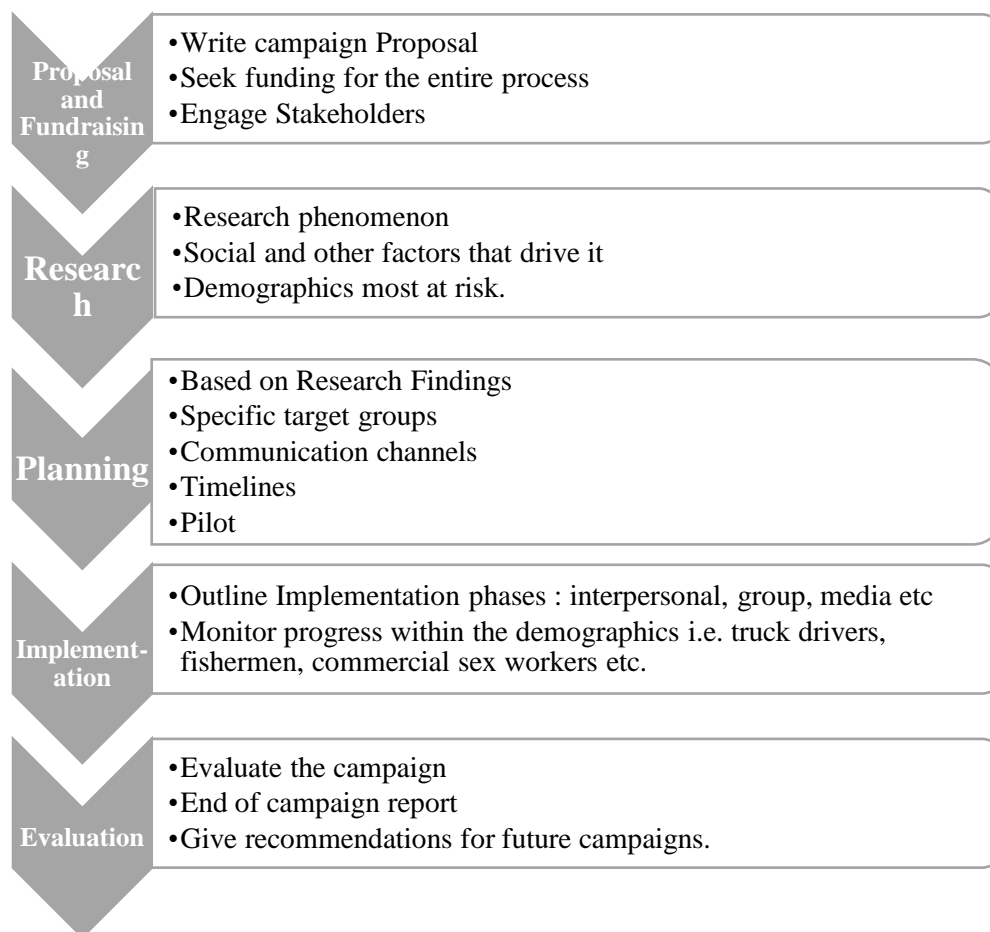 Proposal
and
Fundraisin
g
•Write campaign Proposal
•Seek funding for the entire process
•Engage Stakeholders
Researc
h
•Research phenomenon
•Social and other factors that drive it
•Demographics most at risk.
Planning
•Based on Research Findings
•Specific target groups
•Communication channels
•Timelines
•Pilot
Implement-
ation
•Outline Implementation phases : interpersonal, group, media etc
•Monitor progress within the demographics i.e. truck drivers,
fishermen, commercial sex workers etc.
Evaluation
•Evaluate the campaign
•End of campaign report
•Give recommendations for future campaigns.